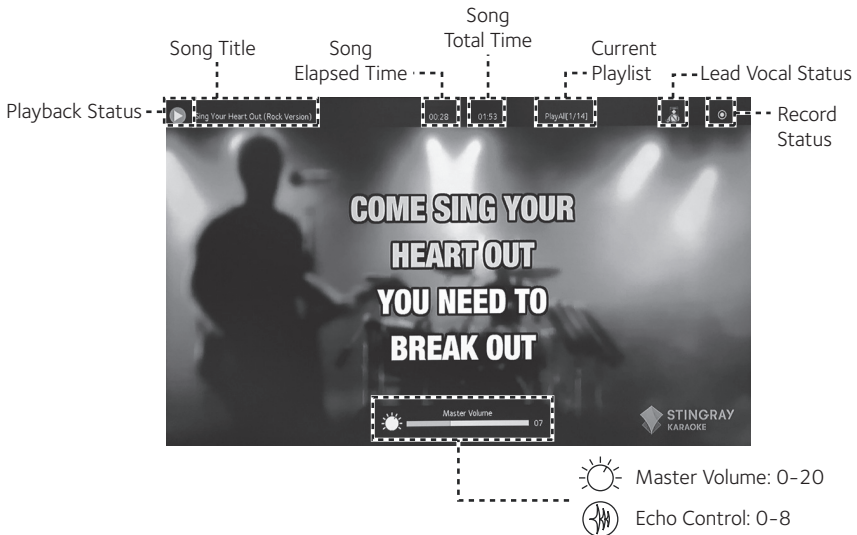 Song
Total Time
Song Title
Song
Elapsed Time
Current
Playlist
Lead Vocal Status
Playback Status
Record
Status
Sing Your Heart Out (Rock Version)
00:28
01:53
PlayAll[1/14]
COME SING YOUR
HEART OUT
YOU NEED TO
BREAK OUT
Master Volume
07
STINGRAY
KARAOKE
Master Volume: 0-20
Echo Control: 0-8